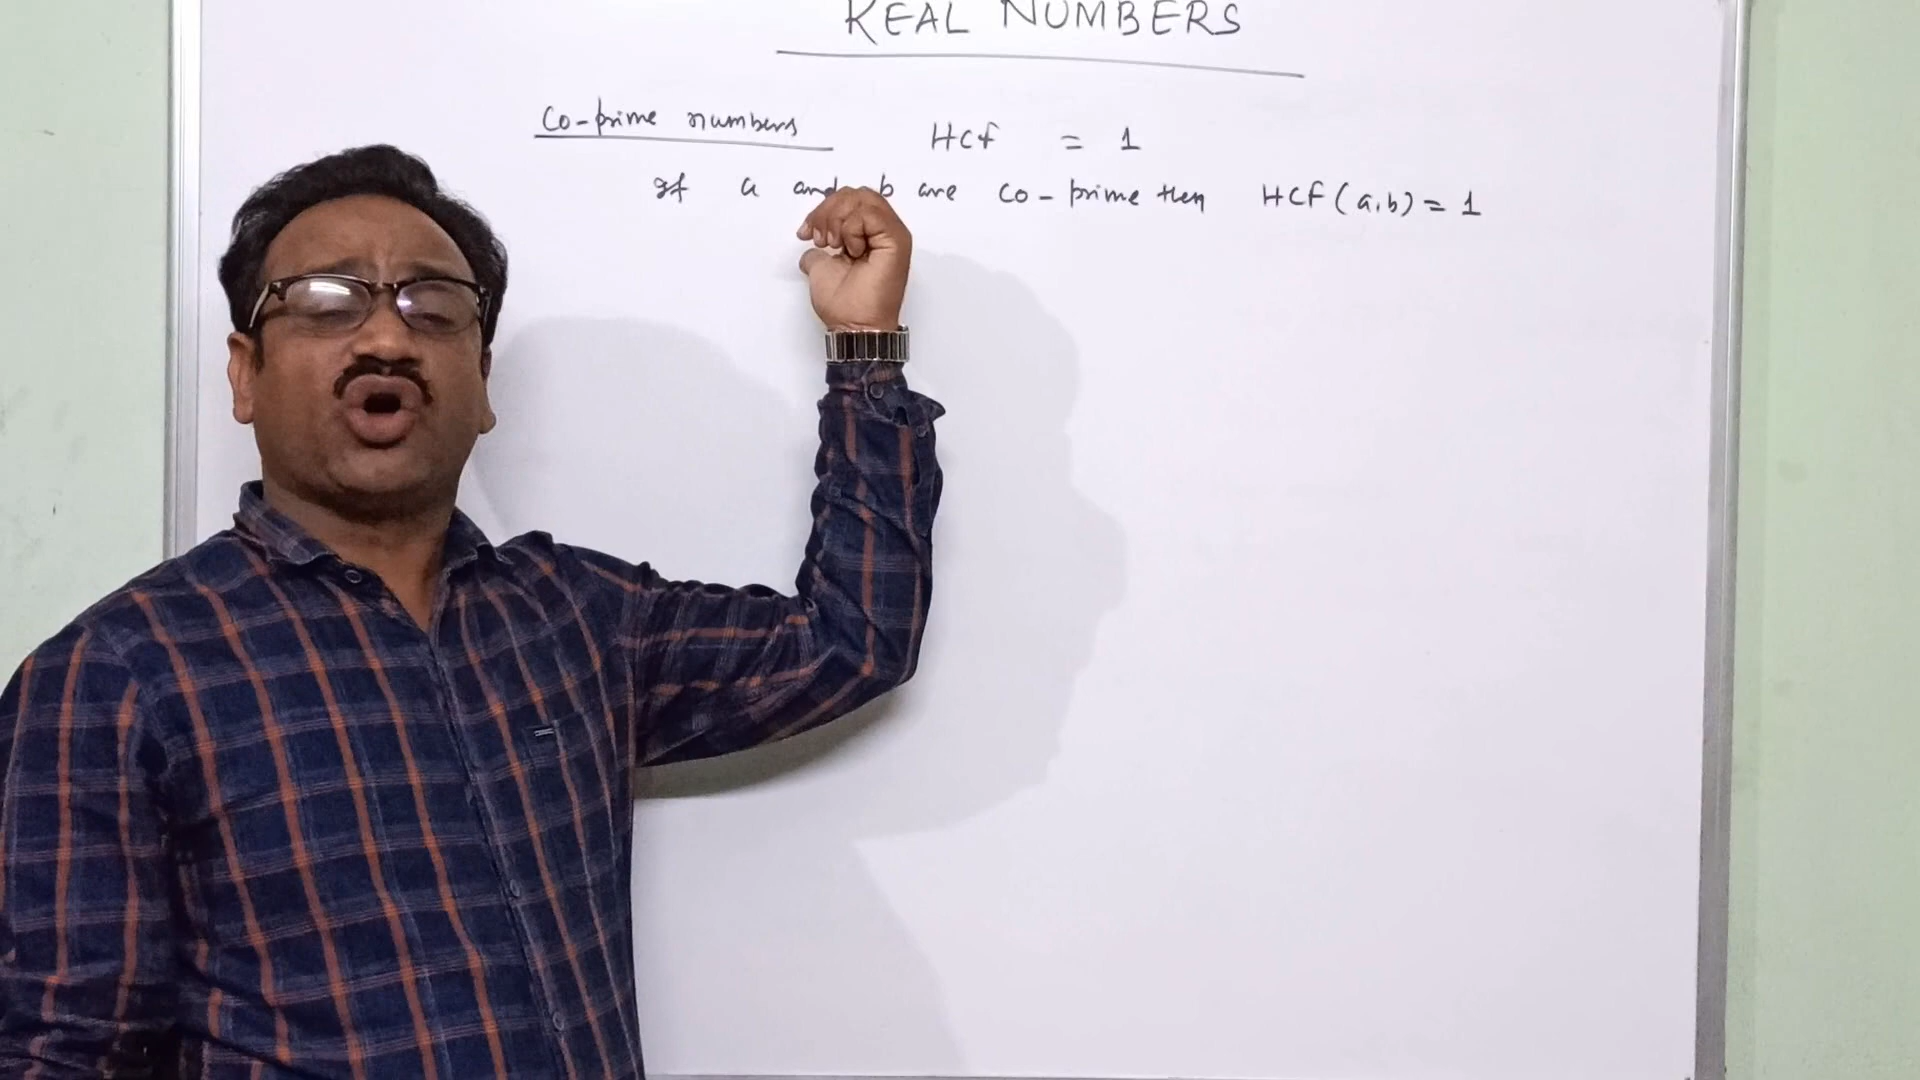 REAL NUMBERS
Co-prime numbers HCf = 1
If a and b are co-prime then HCF(a,b) = 1